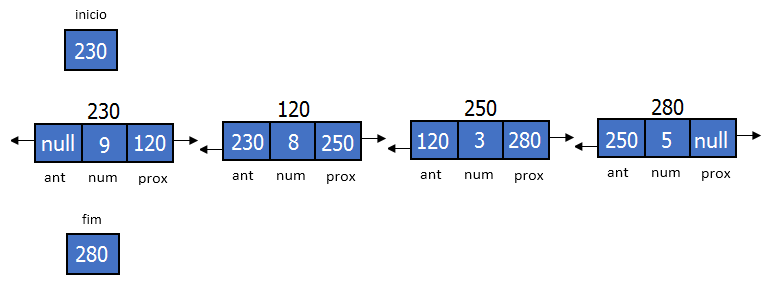 inicio
230
230 120 250 280
null 9 120 230 8 250 120 3 280 250 5 null
ant num prox ant num prox ant num prox ant num prox
fim
280